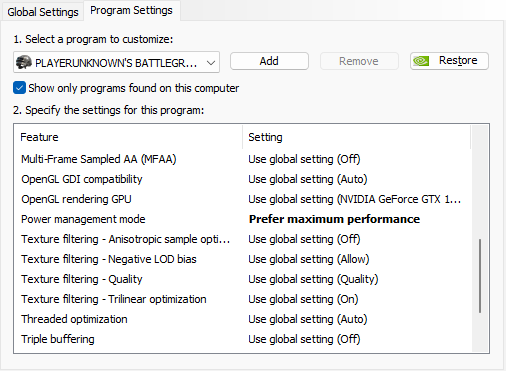 Global Settings Program Settings
1. Select a program to customize:
PLAYERUNKNOWN'S BATTLEGR... Add Remove Restore
Show only programs found on this computer
2. Specify the settings for this program:
Feature Setting
Multi-Frame Sampled AA (MFAA) Use global setting (Off)
OpenGL GDI compatibility Use global setting (Auto)
OpenGL rendering GPU Use global setting (NVIDIA GeForce GTX 1...
Power management mode Prefer maximum performance
Texture filtering - Anisotropic sample opti... Use global setting (Off)
Texture filtering - Negative LOD bias Use global setting (Allow)
Texture filtering - Quality Use global setting (Quality)
Texture filtering - Trilinear optimization Use global setting (On)
Threaded optimization Use global setting (Auto)
Triple buffering Use global setting (Off)